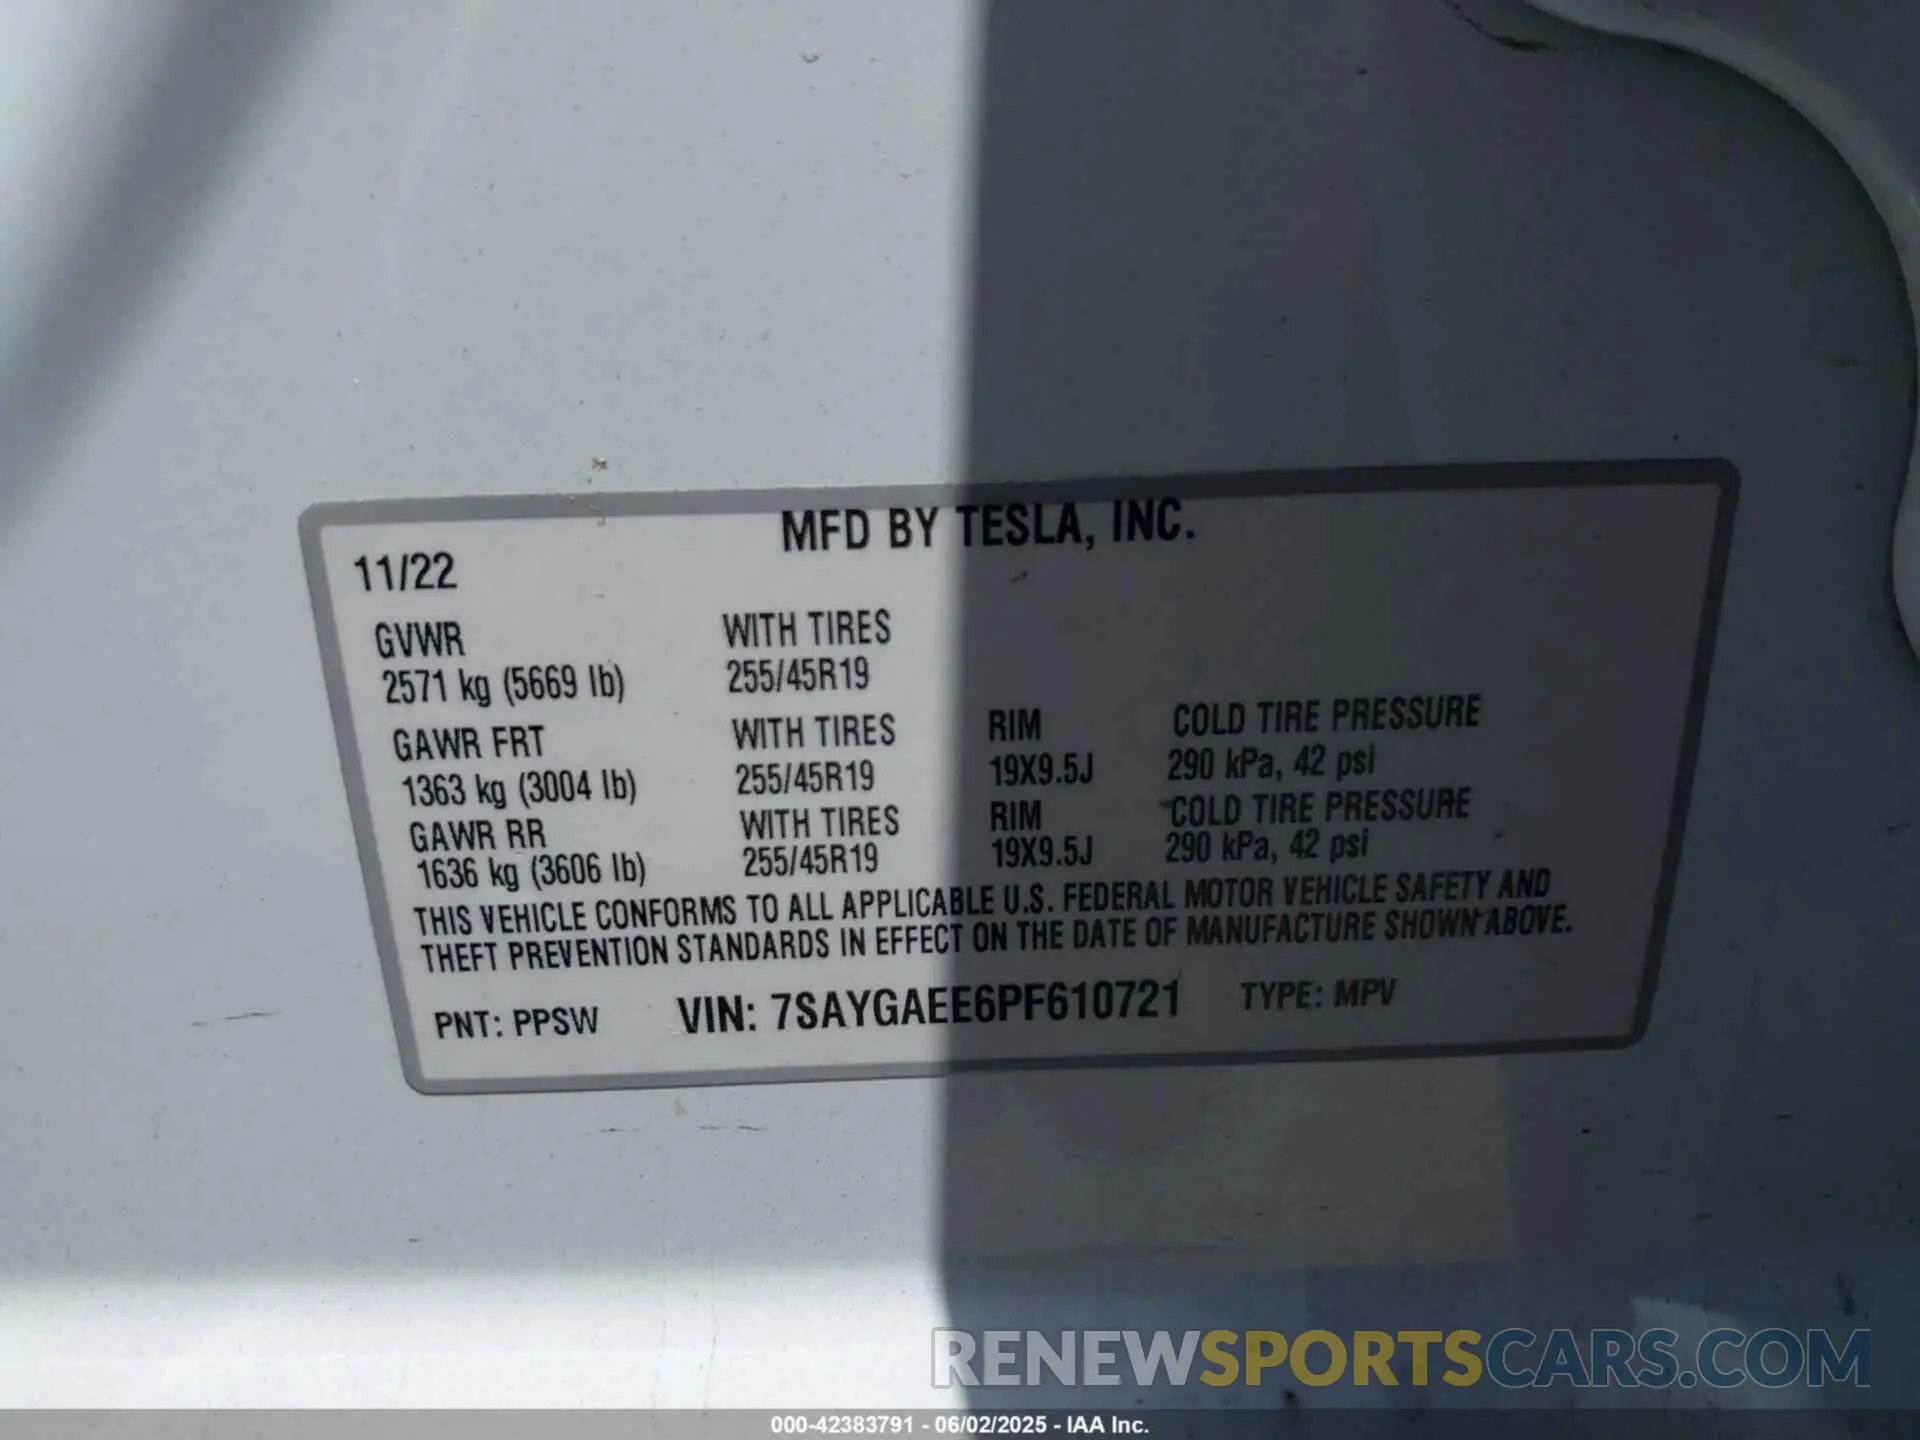 MFD BY TESLA, INC.
11/22
GVWR WITH TIRES
2571 kg (5669 lb) 255/45R19
GAWR FRT WITH TIRES RIM COLD TIRE PRESSURE
1363 kg (3004 lb) 255/45R19 19X9.5J 290 kPa, 42 psi
GAWR RR WITH TIRES RIM COLD TIRE PRESSURE
1636 kg (3606 lb) 255/45R19 19X9.5J 290 kPa, 42 psi
THIS VEHICLE CONFORMS TO ALL APPLICABLE U.S. FEDERAL MOTOR VEHICLE SAFETY AND
THEFT PREVENTION STANDARDS IN EFFECT ON THE DATE OF MANUFACTURE SHOWN ABOVE.
PNT: PPSW VIN: 7SAYGAEE6PF610721 TYPE: MPV
RENEWSPORTSCARS.COM
000-42383791 - 06/02/2025 - IAA Inc.